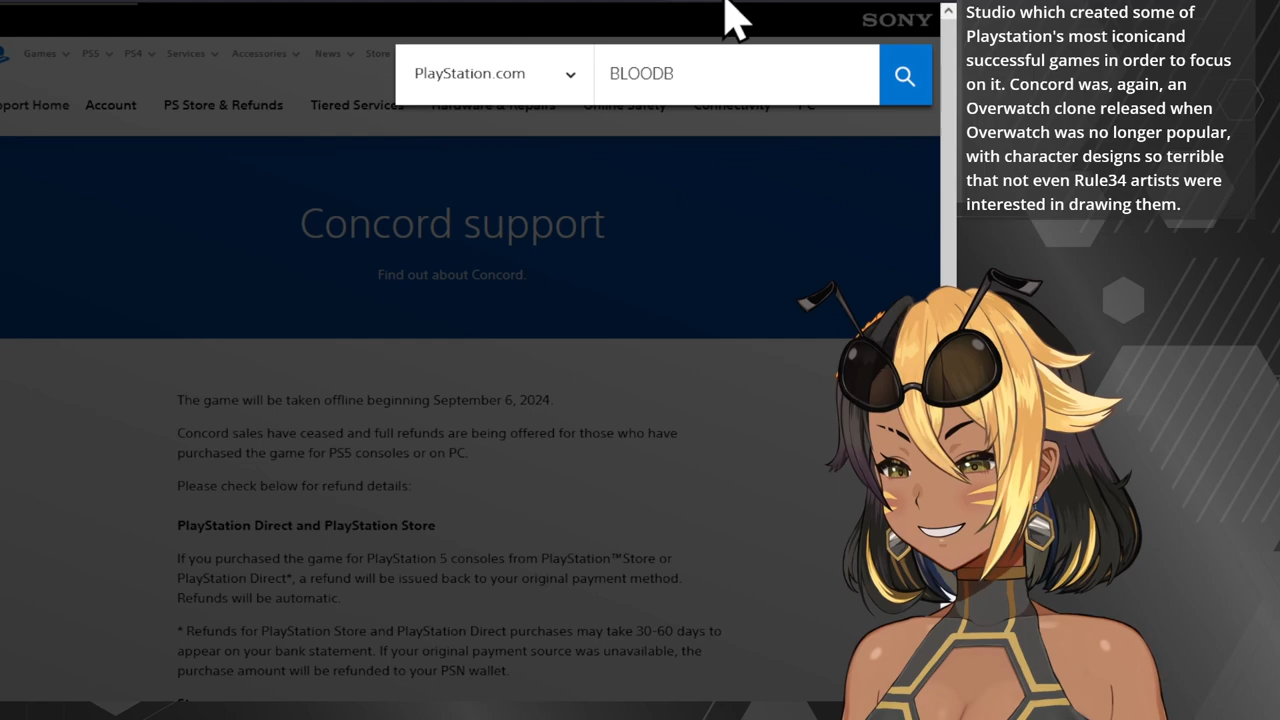 SONY
Games
PS5
PS4
Services
Accessories
News
Store
PlayStation.com
BLOODB
port Home
Account
PS Store & Refunds
Tiered Services
Hardware & Repairs
Online Safety
Connectivity
PC
Concord support
Find out about Concord.
The game will be taken offline beginning September 6, 2024.
Concord sales have ceased and full refunds are being offered for those who have
purchased the game for PS5 consoles or on PC.
Please check below for refund details:
PlayStation Direct and PlayStation Store
If you purchased the game for PlayStation 5 consoles from PlayStation™Store or
PlayStation Direct*, a refund will be issued back to your original payment method.
Refunds will be automatic.
* Refunds for PlayStation Store and PlayStation Direct purchases may take 30-60 days to
appear on your bank statement. If your original payment source was unavailable, the
purchase amount will be refunded to your PSN wallet.
Studio which created some of
Playstation's most iconicand
successful games in order to focus
on it. Concord was, again, an
Overwatch clone released when
Overwatch was no longer popular,
with character designs so terrible
that not even Rule34 artists were
interested in drawing them.